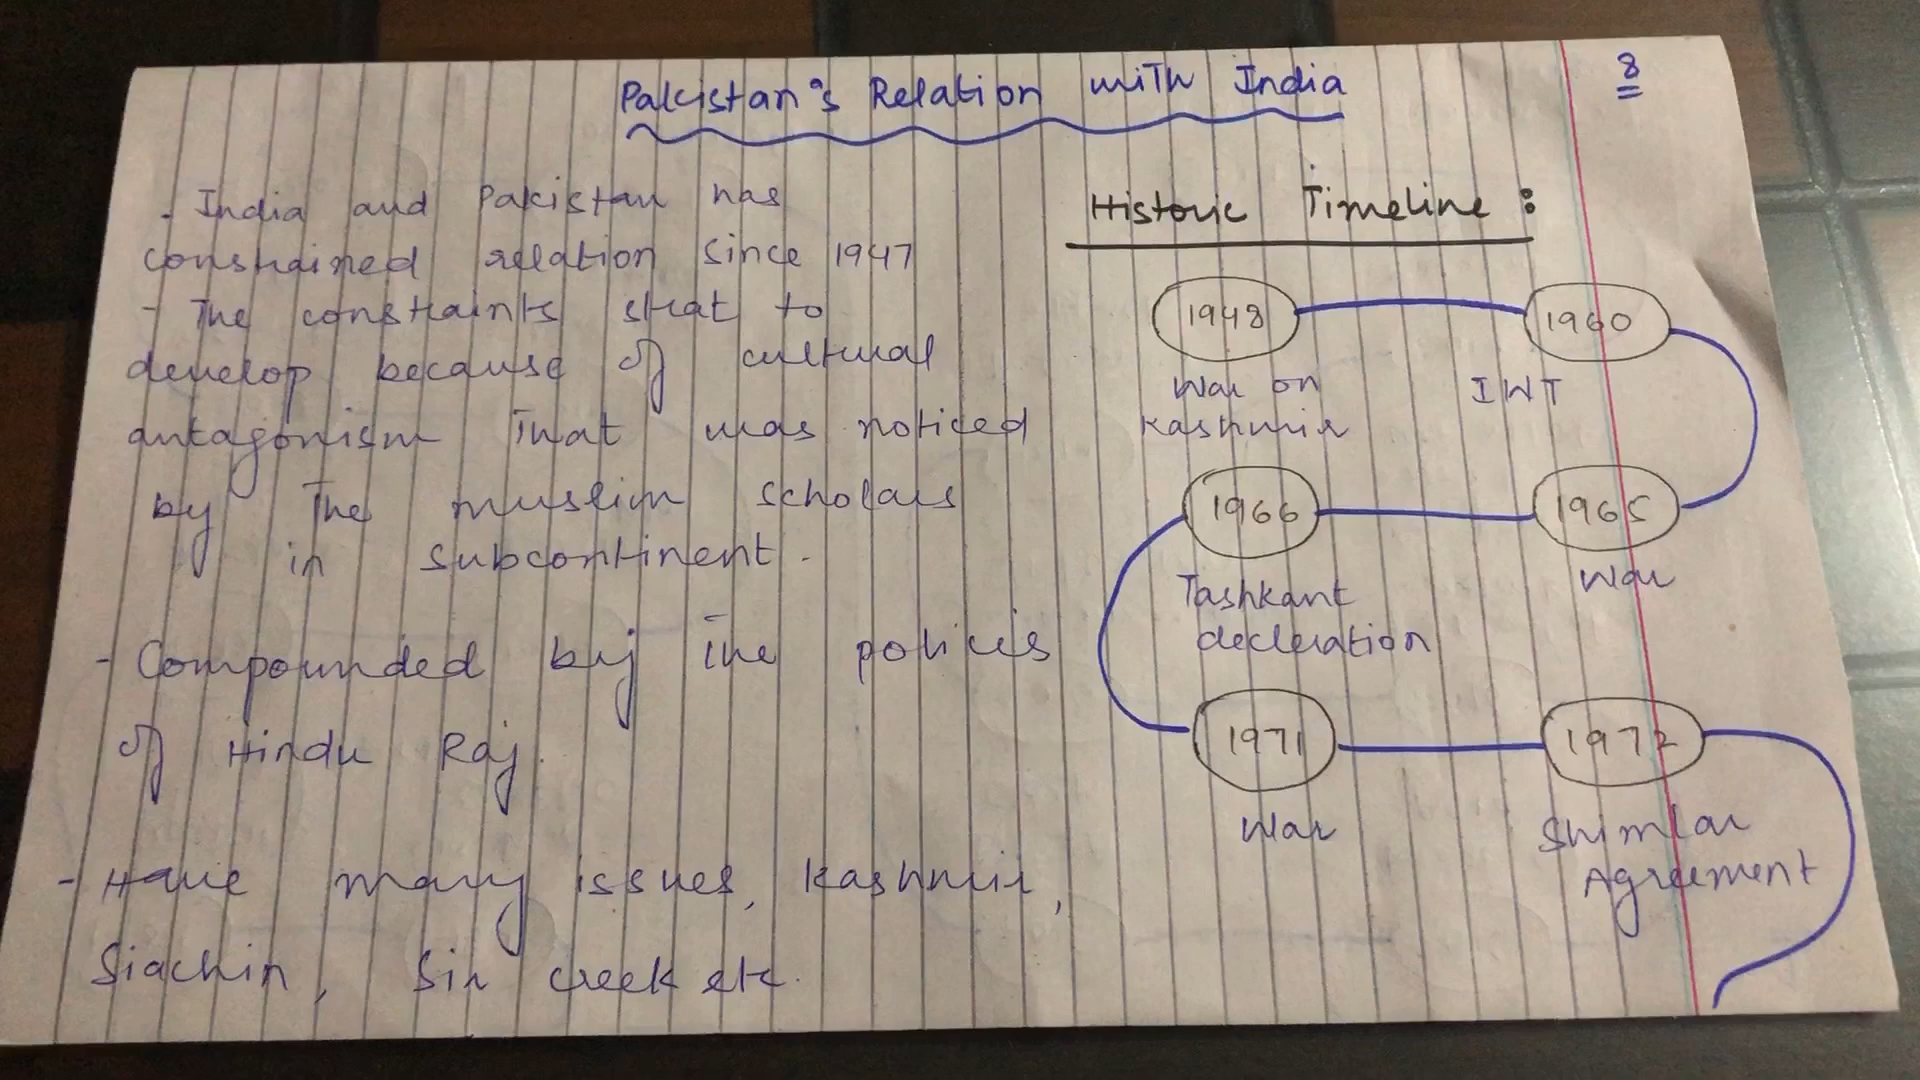 Pakistan's Relation with India
8
- India and Pakistan has
constrained relation since 1947
- The constraints strat to
develop because of cultural
antagonism that was noticed
by the muslim scholars
in subcontinent.
- Compounded by the policies
of Hindu Raj.
- Have many issues, Kashmir,
Siachin, Sir creek etc.
Historic Timeline :
1948 1960
War on
Kashmir
IWT
1966 1965
Tashkant
decleration
War
1971 1972
War
Shimlar
Agreement